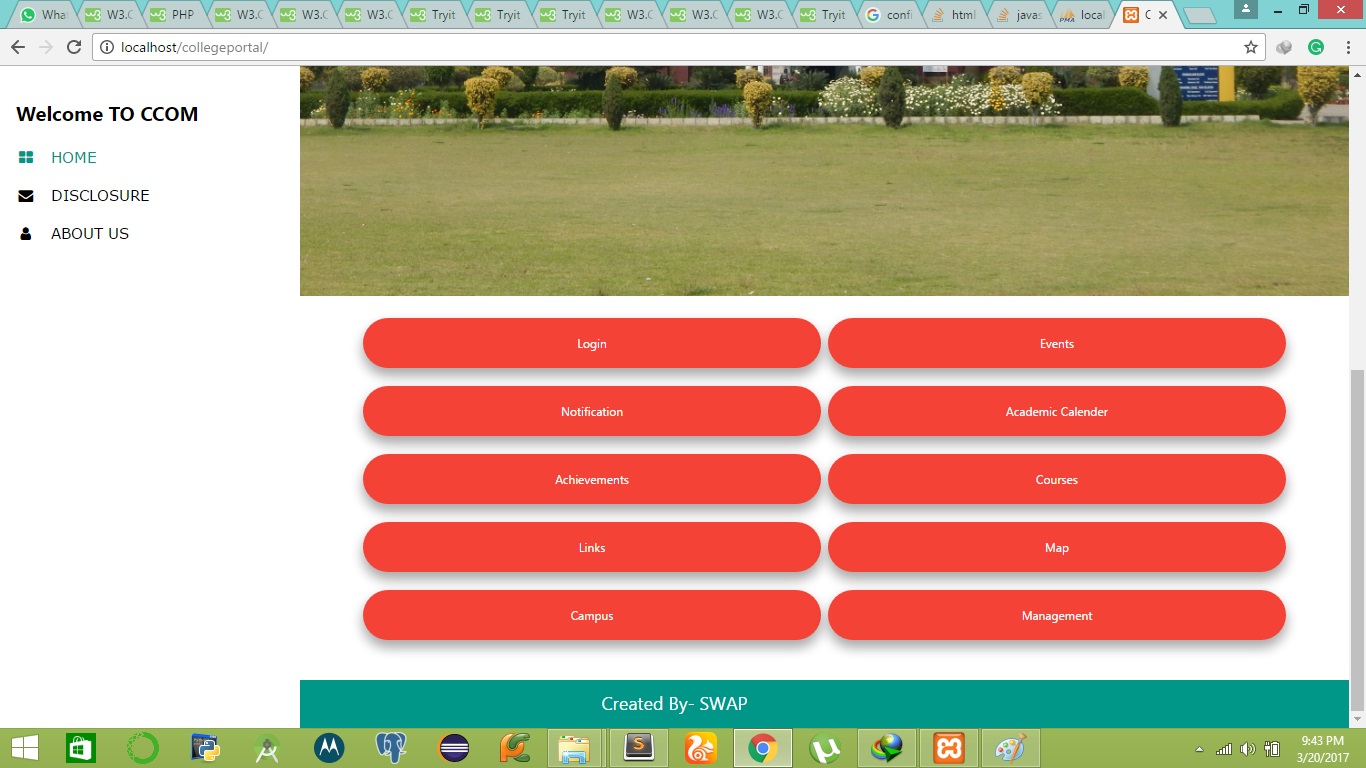 What
W3.C
PHP
W3.C
W3.C
W3.C
Tryit
Tryit
Tryit
W3.C
W3.C
W3.C
Tryit
confi
html
javas
PMA
local
C
localhost/collegeportal/
Welcome TO CCOM
HOME
DISCLOSURE
ABOUT US
Login
Events
Notification
Academic Calender
Achievements
Courses
Links
Map
Campus
Management
Created By- SWAP
9:43 PM
3/20/2017